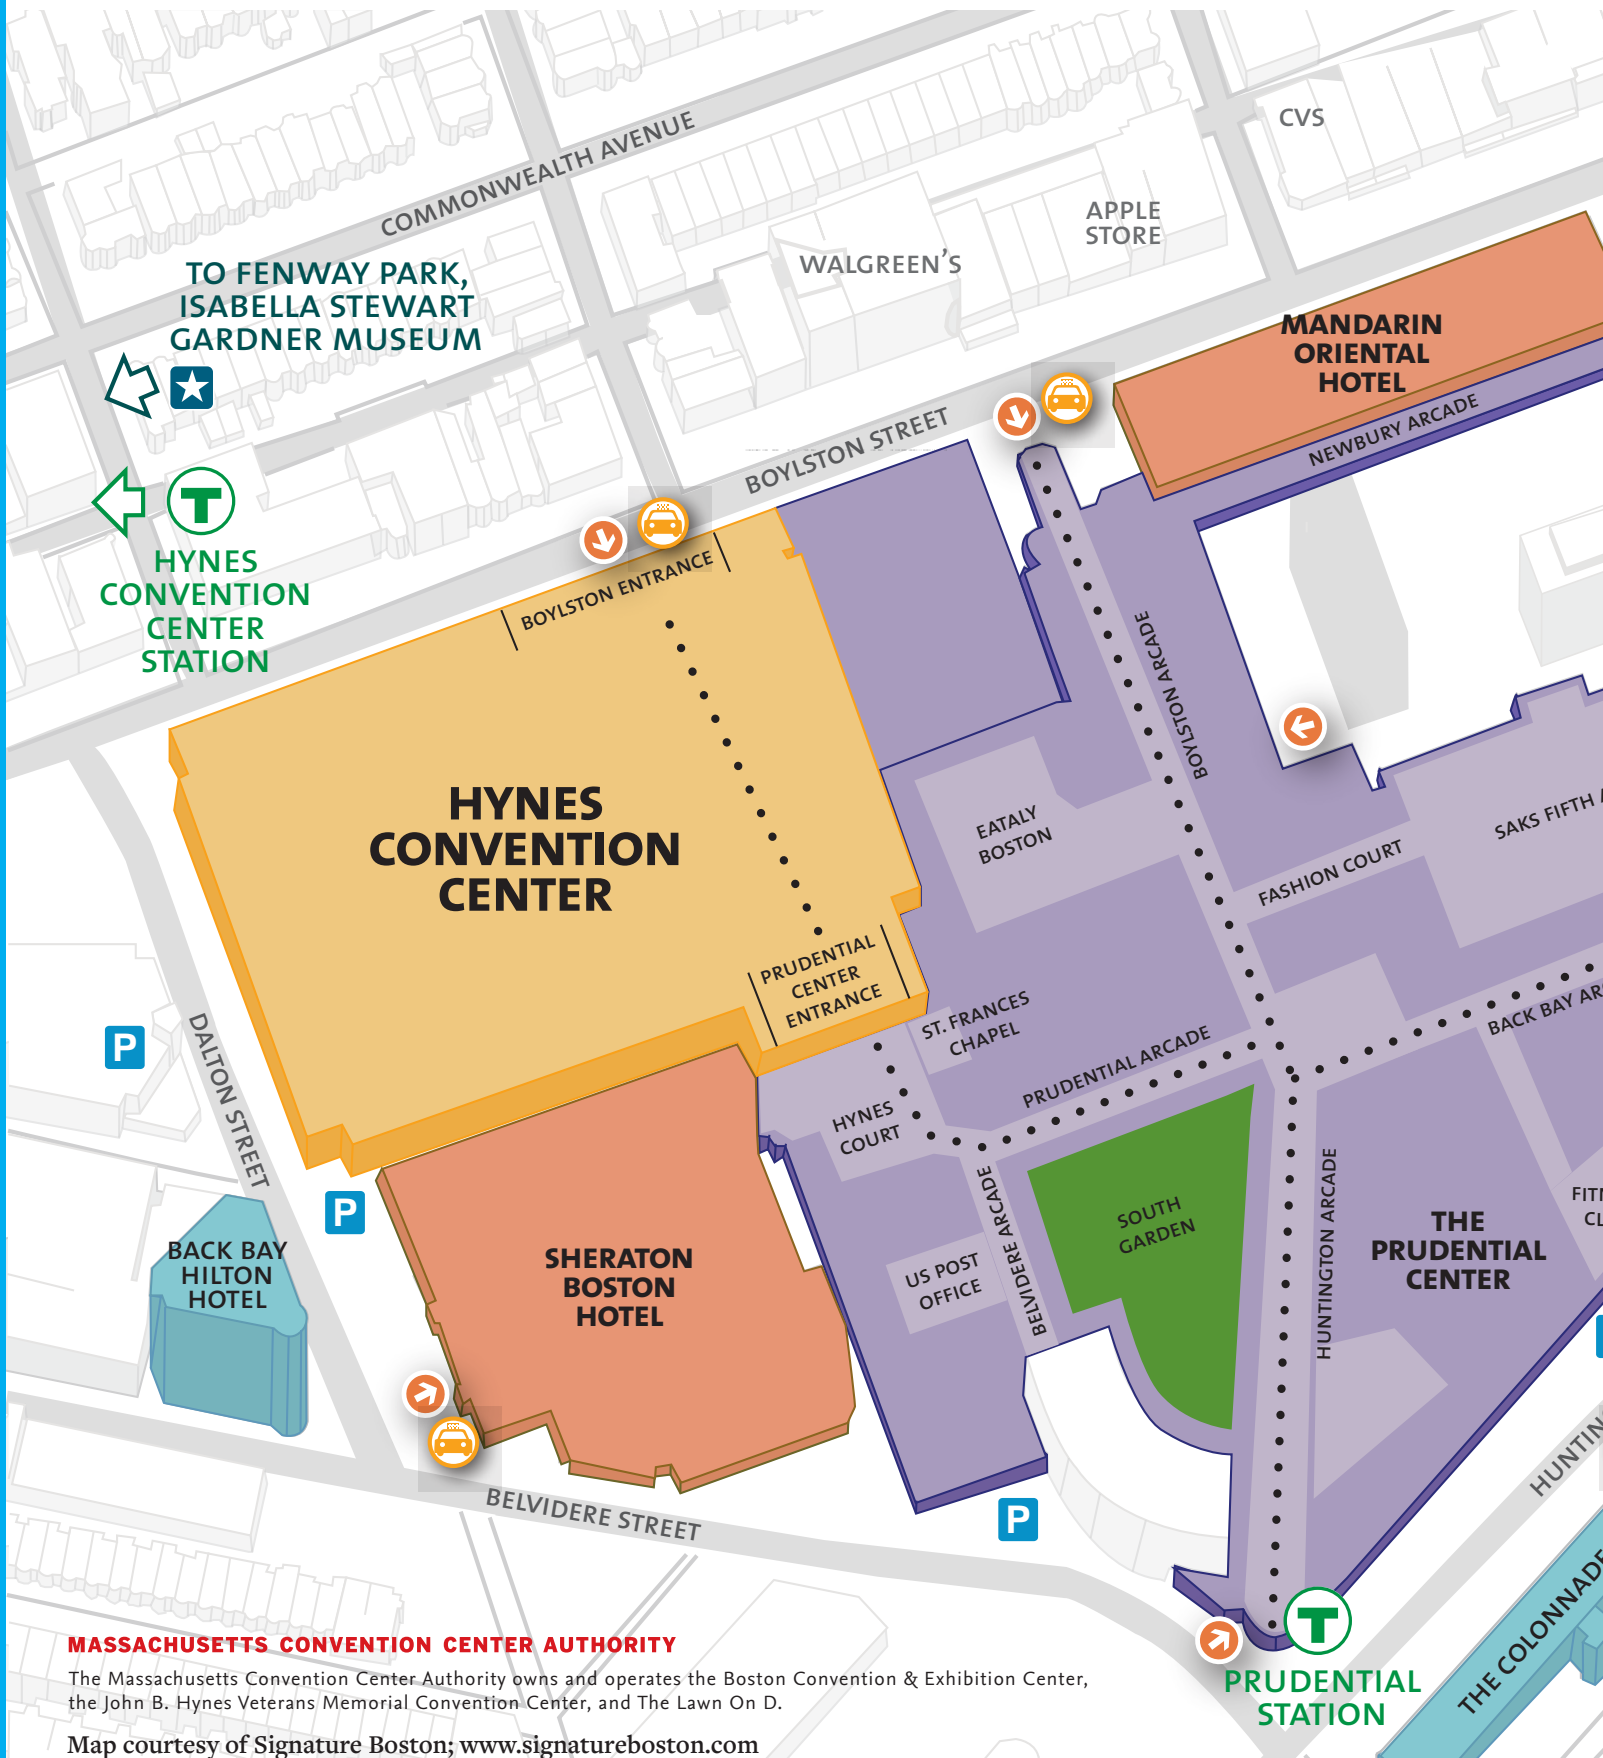 COMMONWEALTH AVENUE
CVS
APPLE
STORE
WALGREEN'S
TO FENWAY PARK,
ISABELLA STEWART
GARDNER MUSEUM
MANDARIN
ORIENTAL
HOTEL
NEWBURY ARCADE
BOYLSTON STREET
T
HYNES
CONVENTION
CENTER
STATION
BOYLSTON ENTRANCE
BOYLSTON ARCADE
HYNES
CONVENTION
CENTER
EATALY
BOSTON
SAKS FIFTH A
FASHION COURT
PRUDENTIAL
CENTER
ENTRANCE
ST. FRANCES
CHAPEL
BACK BAY AR
PRUDENTIAL ARCADE
P
DALTON STREET
HYNES
COURT
P
BELVIDERE ARCADE
SOUTH
GARDEN
HUNTINGTON ARCADE
THE
PRUDENTIAL
CENTER
FIT
CL
BACK BAY
HILTON
HOTEL
SHERATON
BOSTON
HOTEL
US POST
OFFICE
BELVIDERE STREET
P
HUNTIN
THE COLONNADE
T
PRUDENTIAL
STATION
MASSACHUSETTS CONVENTION CENTER AUTHORITY
The Massachusetts Convention Center Authority owns and operates the Boston Convention & Exhibition Center,
the John B. Hynes Veterans Memorial Convention Center, and The Lawn On D.
Map courtesy of Signature Boston; www.signatureboston.com